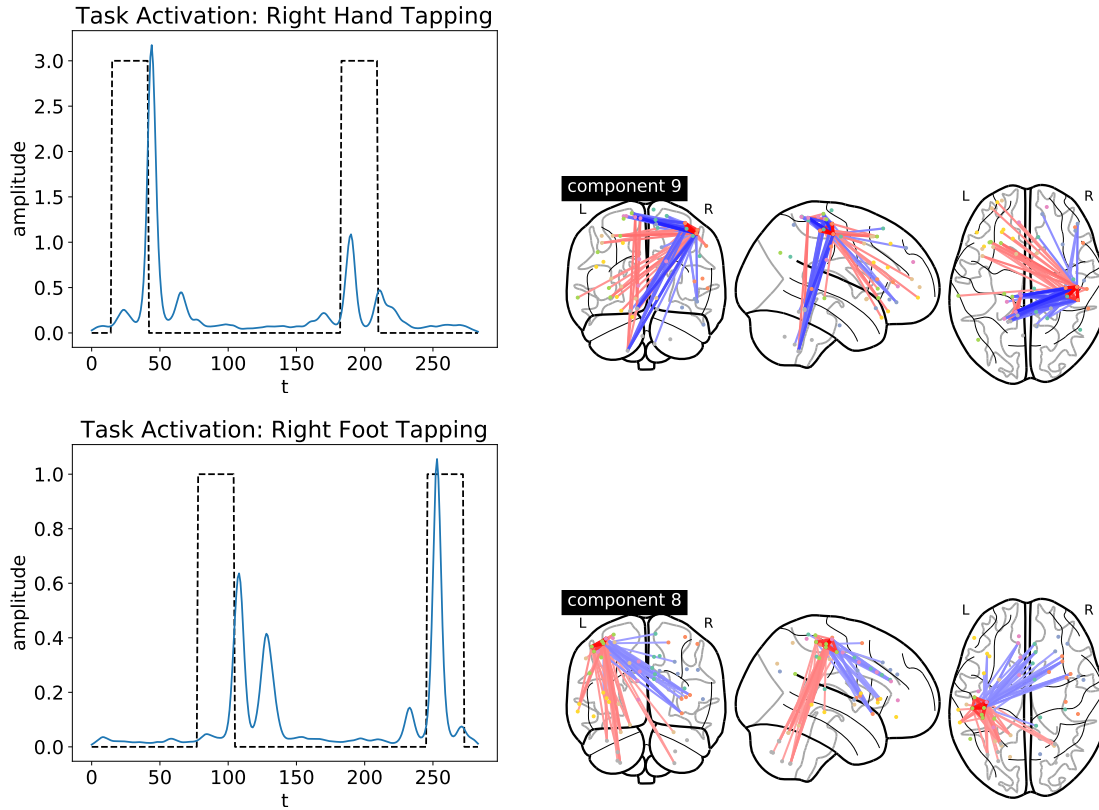 Task Activation: Right Hand Tapping
amplitude
3.0
2.5
2.0
1.5
1.0
0.5
0.0
0 50 100 150 200 250
t
component 9
L R
L R
Task Activation: Right Foot Tapping
amplitude
1.0
0.8
0.6
0.4
0.2
0.0
0 50 100 150 200 250
t
component 8
L R
L R